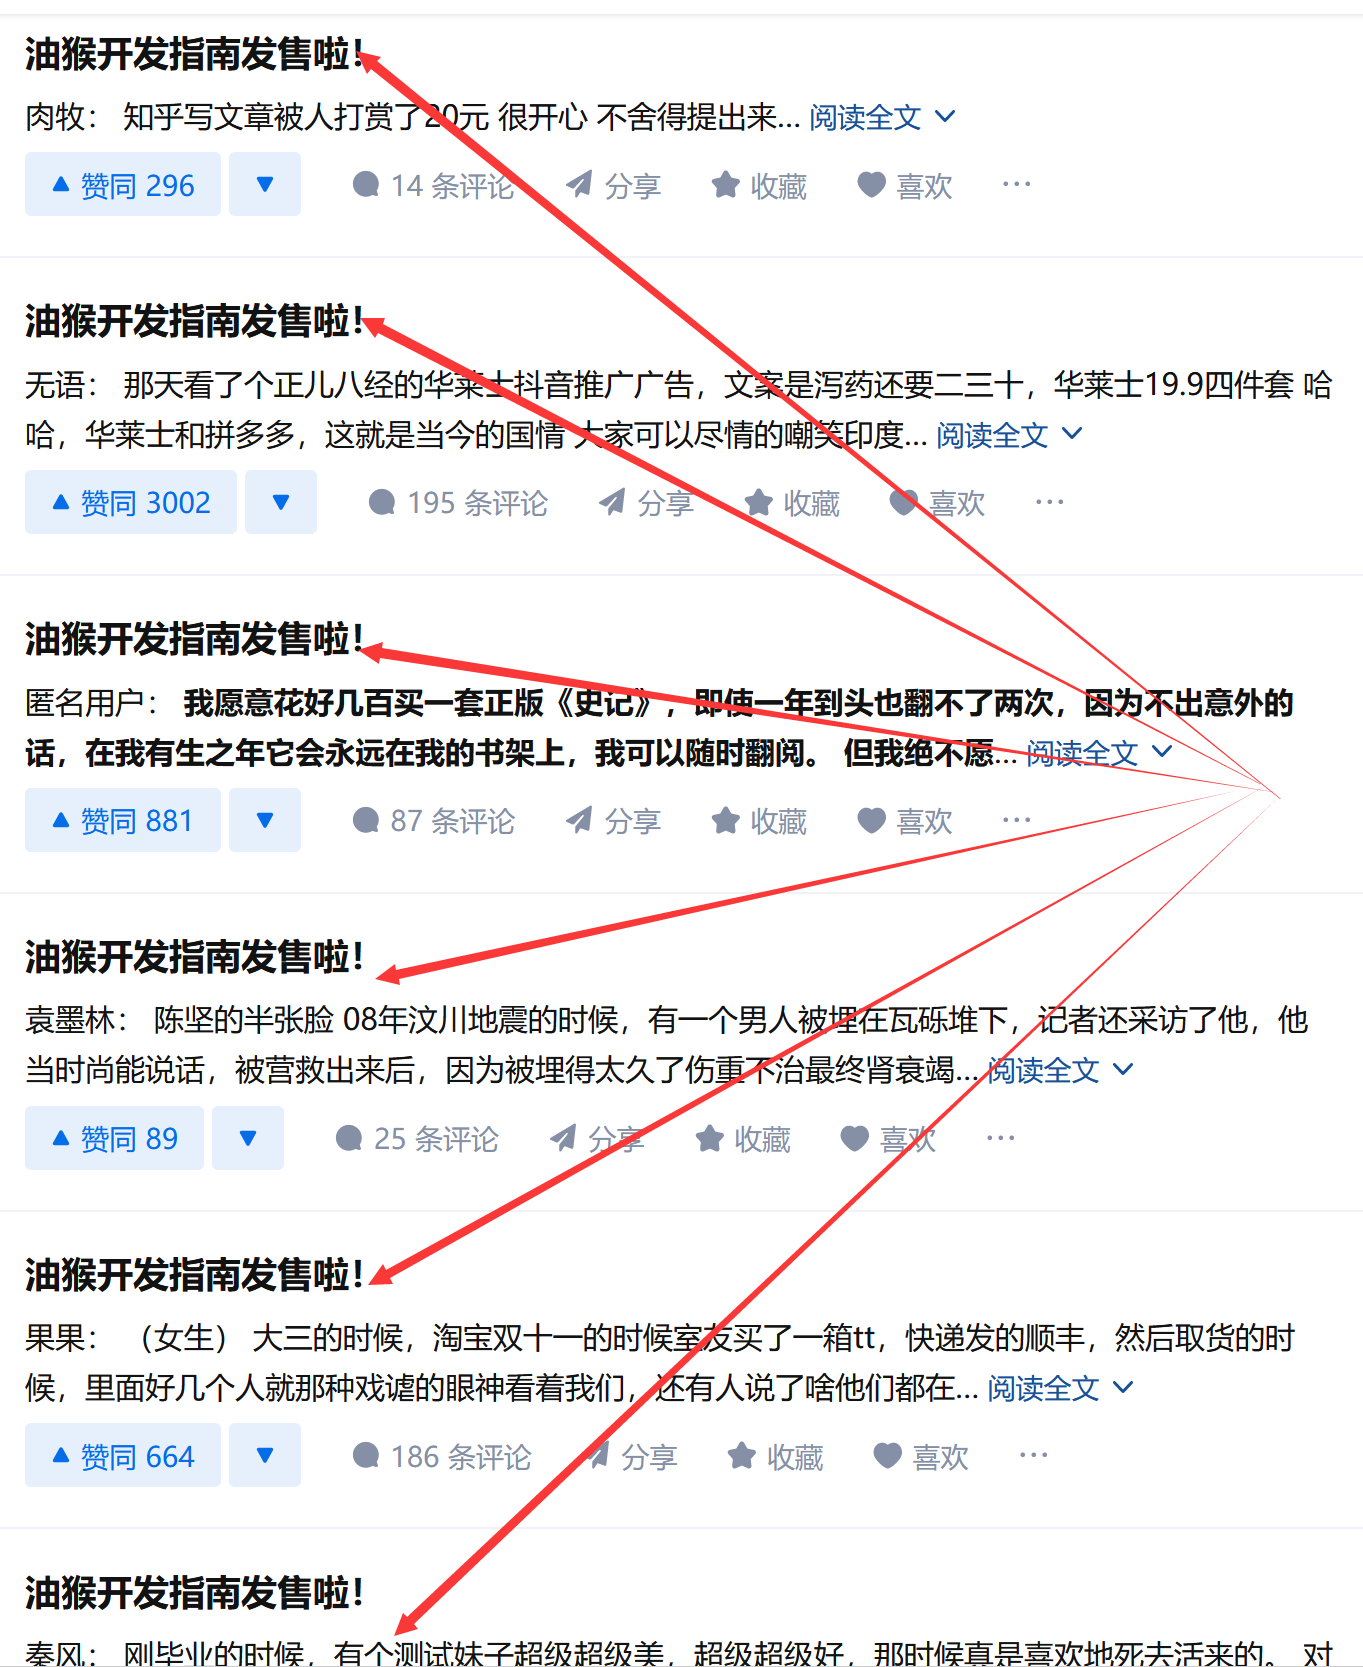 油猴开发指南发售啦！
肉牧： 知乎写文章被人打赏了20元 很开心 不舍得提出来... 阅读全文
赞同 296 14 条评论 分享 收藏 喜欢 ···
油猴开发指南发售啦！
无语： 那天看了个正儿八经的华莱士抖音推广广告，文案是泻药还要二三十，华莱士19.9四件套 哈
哈，华莱士和拼多多，这就是当今的国情 大家可以尽情的嘲笑印度... 阅读全文
赞同 3002 195 条评论 分享 收藏 喜欢 ···
油猴开发指南发售啦！
匿名用户： 我愿意花好几百买一套正版《史记》，即使一年到头也翻不了两次，因为不出意外的
话，在我有生之年它会永远在我的书架上，我可以随时翻阅。 但我绝不愿... 阅读全文
赞同 881 87 条评论 分享 收藏 喜欢 ···
油猴开发指南发售啦！
袁墨林： 陈坚的半张脸 08年汶川地震的时候，有一个男人被埋在瓦砾堆下，记者还采访了他，他
当时尚能说话，被营救出来后，因为被埋得太久了伤重不治最终肾衰竭... 阅读全文
赞同 89 25 条评论 分享 收藏 喜欢 ···
油猴开发指南发售啦！
果果： （女生） 大三的时候，淘宝双十一的时候室友买了一箱tt，快递发的顺丰，然后取货的时
候，里面好几个人就那种戏谑的眼神看着我们，还有人说了啥他们都在... 阅读全文
赞同 664 186 条评论 分享 收藏 喜欢 ···
油猴开发指南发售啦！
秦风： 刚毕业的时候，有个测试妹子超级超级美，超级超级好，那时候真是喜欢地死去活来的。 对